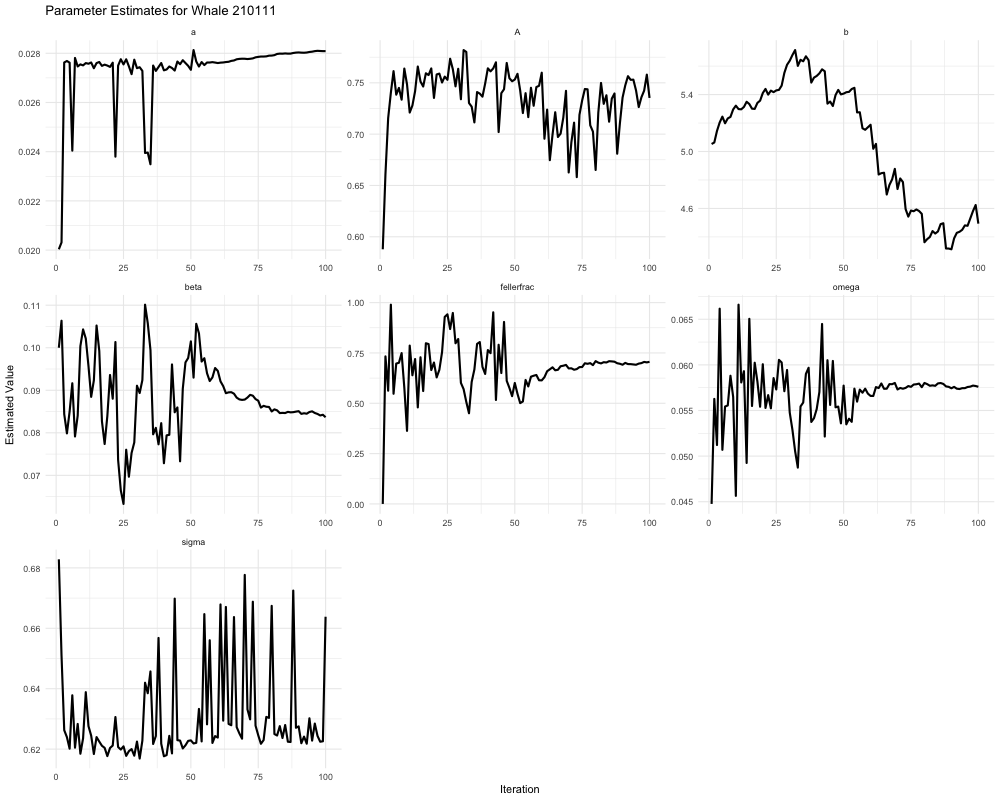 Parameter Estimates for Whale 210111
a A b
0.028
0.026
0.024
0.022
0.020
0 25 50 75 100
0.75
0.70
0.65
0.60
0 25 50 75 100
5.4
5.0
4.6
0 25 50 75 100
beta fellerfrac omega
0.11
0.10
0.09
0.08
0.07
0 25 50 75 100
1.00
0.75
0.50
0.25
0.00
0 25 50 75 100
0.065
0.060
0.055
0.050
0.045
0 25 50 75 100
Estimated Value
sigma
0.68
0.66
0.64
0.62
0 25 50 75 100
Iteration